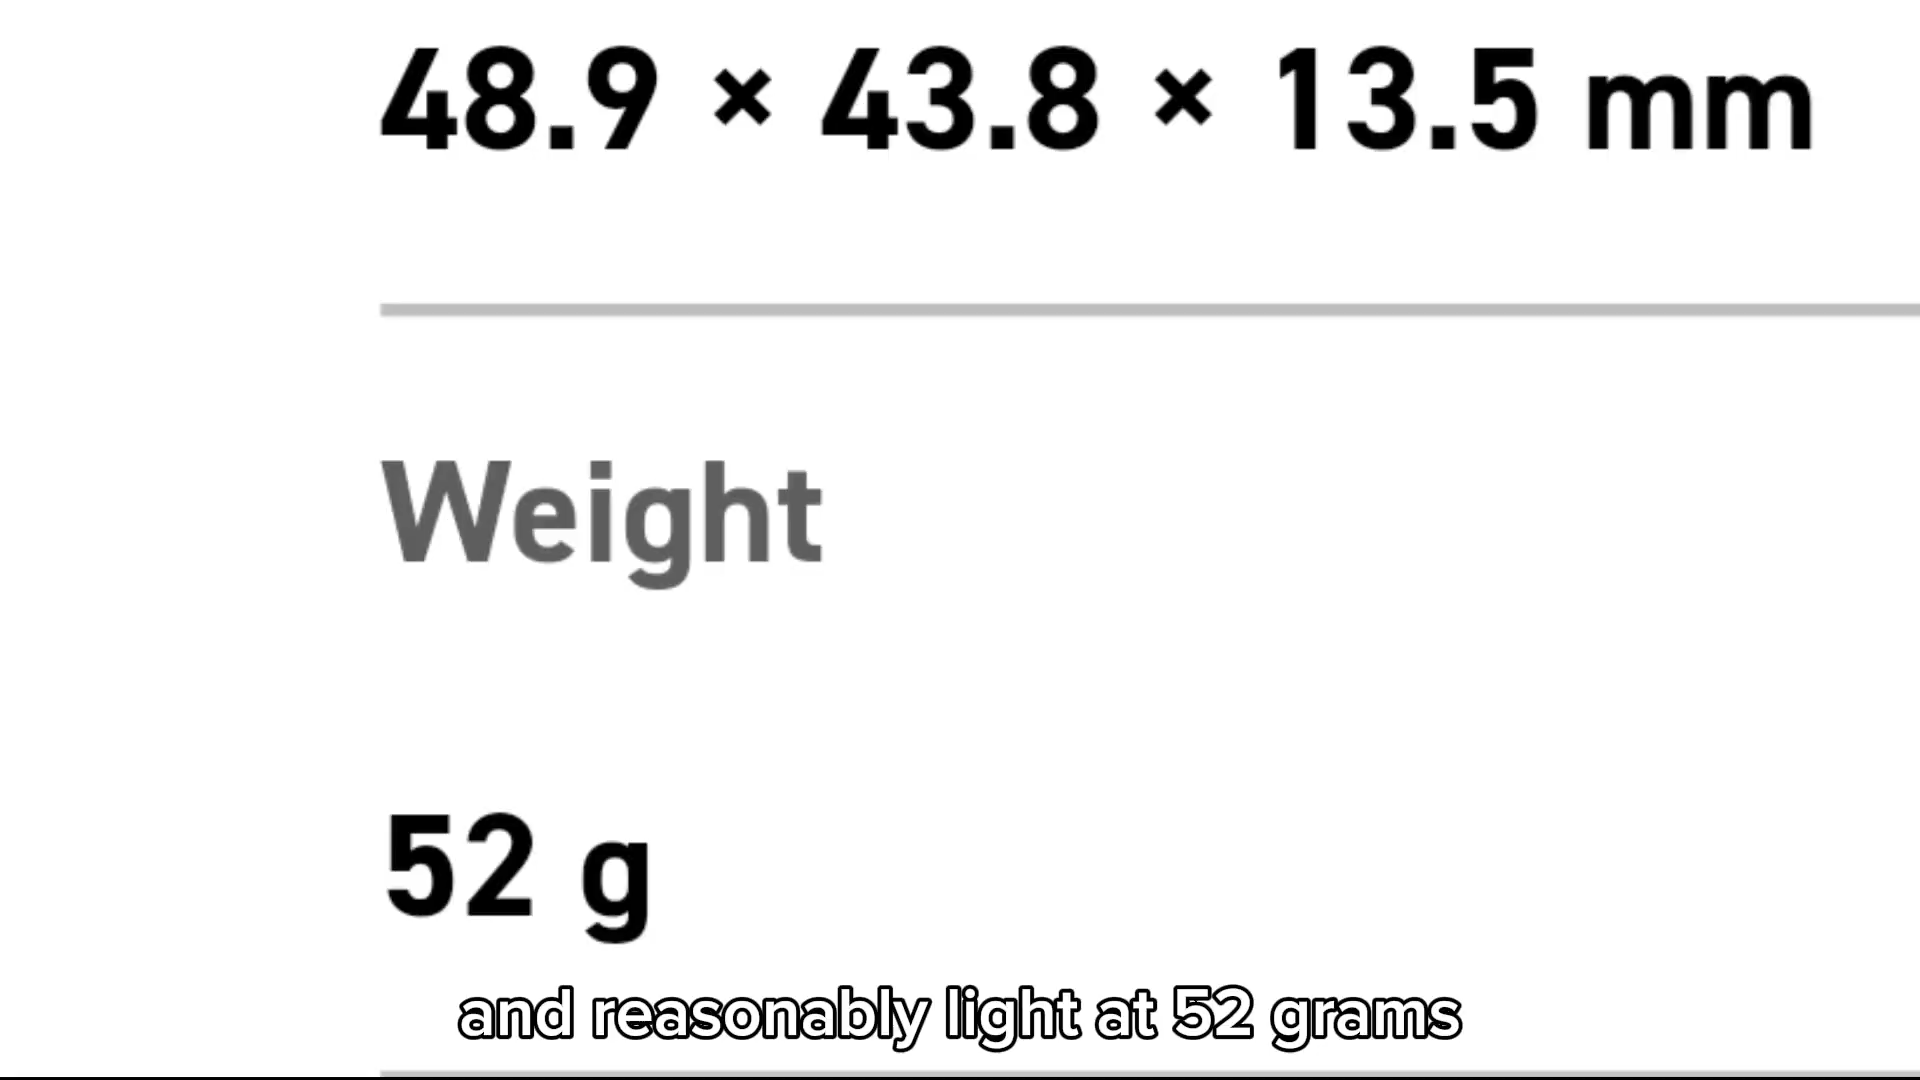 48.9 × 43.8 × 13.5 mm
Weight
52 g
and reasonably light at 52 grams